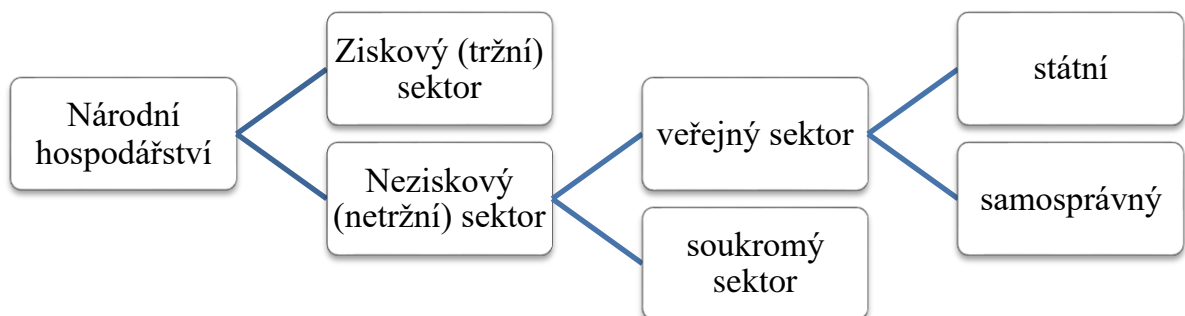 Národní
hospodářství
Ziskový (tržní)
sektor
Neziskový
(netržní) sektor
veřejný sektor
soukromý
sektor
státní
samosprávný